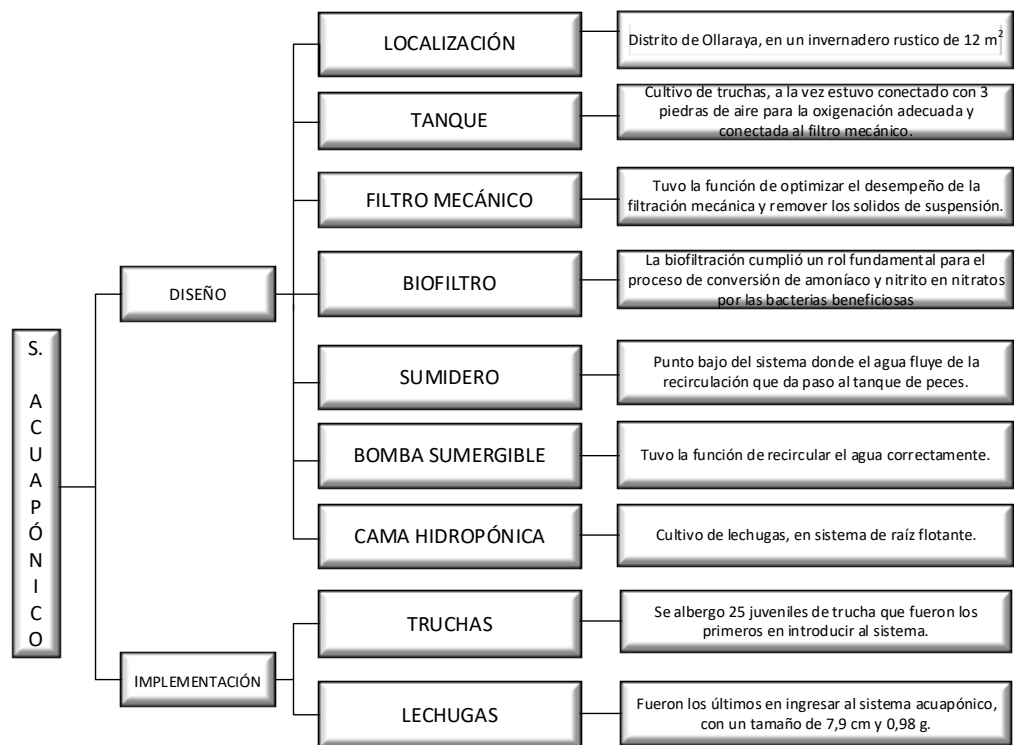 S.
ACUAPÓNICO
DISEÑO
LOCALIZACIÓN
Distrito de Ollaraya, en un invernadero rustico de 12 m²
TANQUE
Cultivo de truchas, a la vez estuvo conectado con 3
piedras de aire para la oxigenación adecuada y
conectada al filtro mecánico.
FILTRO MECÁNICO
Tuvo la función de optimizar el desempeño de la
filtración mecánica y remover los solidos de suspensión.
BIOFILTRO
La biofiltración cumplió un rol fundamental para el
proceso de conversión de amoníaco y nitrito en nitratos
por las bacterias beneficiosas
SUMIDERO
Punto bajo del sistema donde el agua fluye de la
recirculación que da paso al tanque de peces.
BOMBA SUMERGIBLE
Tuvo la función de recircular el agua correctamente.
CAMA HIDROPÓNICA
Cultivo de lechugas, en sistema de raíz flotante.
IMPLEMENTACIÓN
TRUCHAS
Se albergo 25 juveniles de trucha que fueron los
primeros en introducir al sistema.
LECHUGAS
Fueron los últimos en ingresar al sistema acuapónico,
con un tamaño de 7,9 cm y 0,98 g.